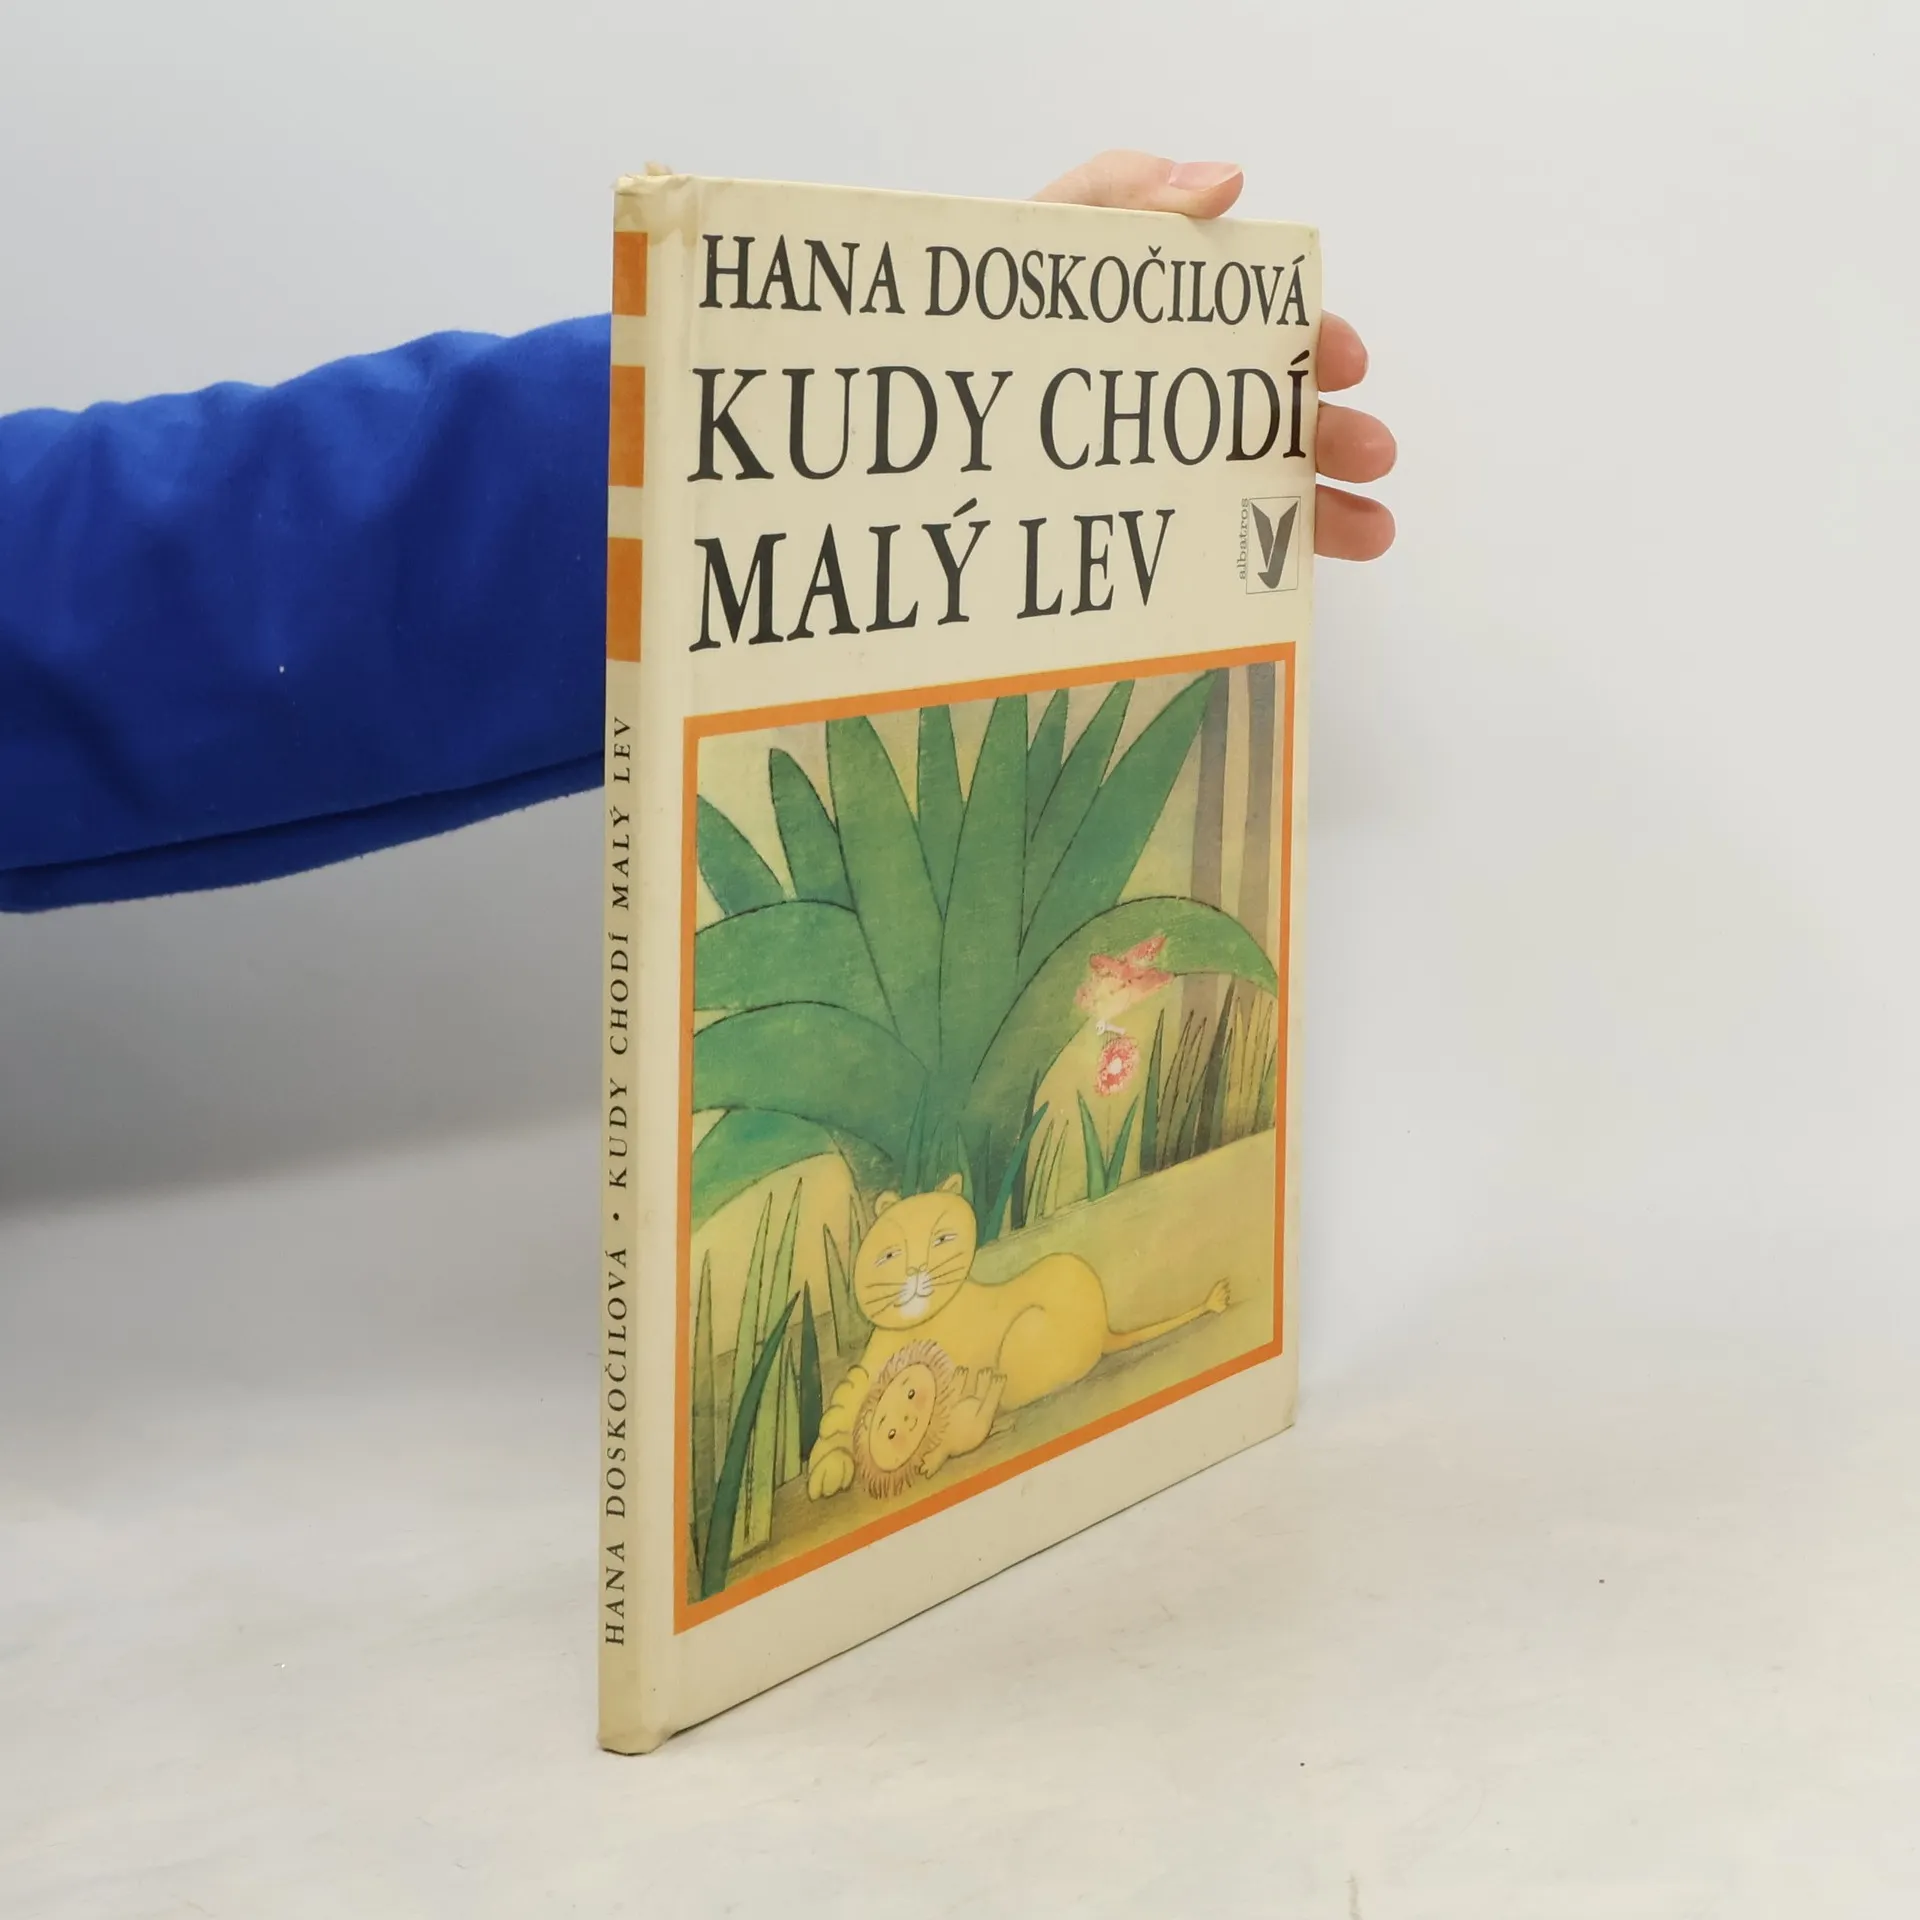 HANA DOSKOČILOVÁ
KUDY CHODÍ
MALÝ LEV
albatros
HANA DOSKOČILOVÁ • KUDY CHODÍ MALÝ LEV